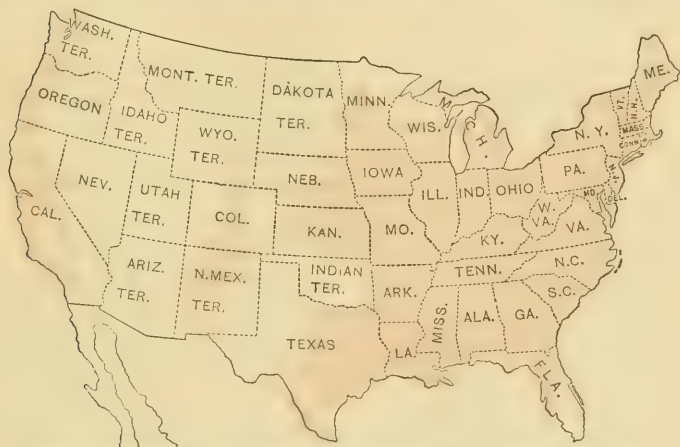 WASH. TER.
MONT. TER.
DAKOTA TER.
MINN.
ME.
OREGON
IDAHO TER.
WYO. TER.
WIS.
MICH.
VT.
N.H.
N.Y.
MASS.
CONN.
NEV.
UTAH TER.
COL.
NEB.
IOWA
ILL.
IND.
OHIO
PA.
N.J.
MD.
DEL.
CAL.
KAN.
MO.
KY.
W. VA.
VA.
ARIZ. TER.
N.MEX. TER.
INDIAN TER.
ARK.
TENN.
N.C.
S.C.
TEXAS
LA.
MISS.
ALA.
GA.
FLA.